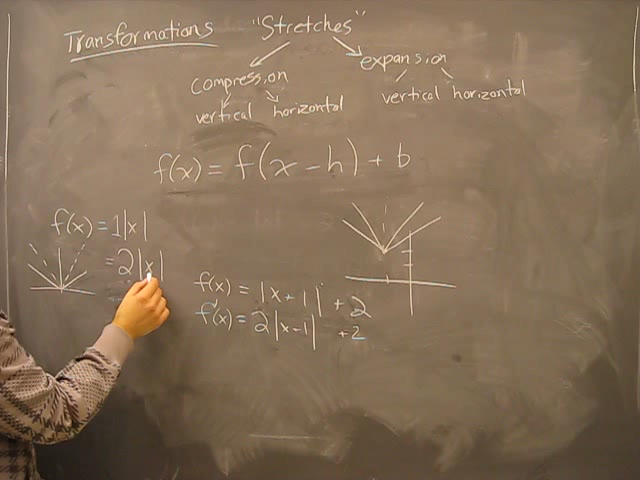 Transformations "Stretches"
compression expansion
vertical horizontal vertical horizontal
f(x) = f(x - h) + b
f(x) = 1|x|
= 2|x|
f(x) = |x + 1| + 2
f'(x) = 2|x - 1| + 2